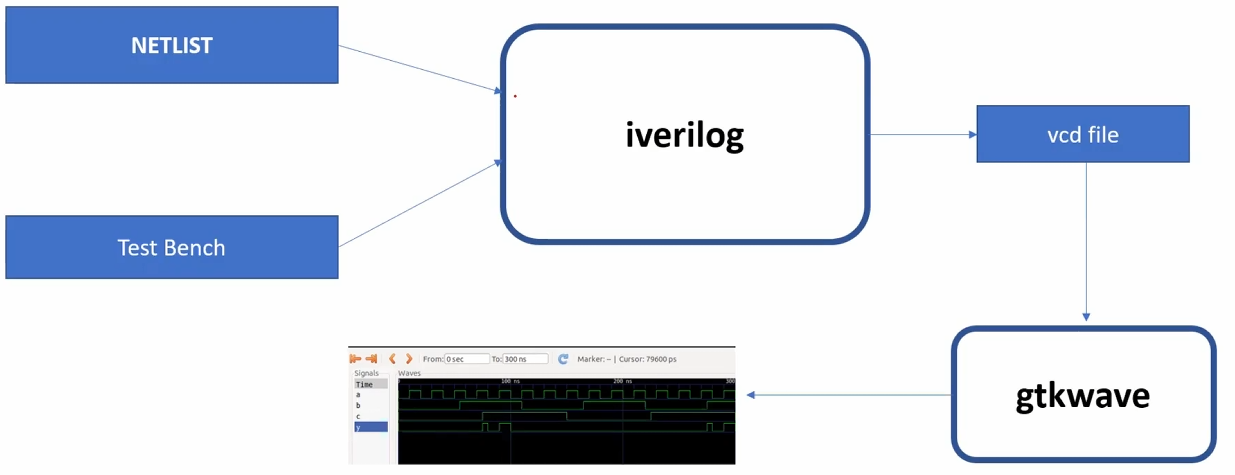 NETLIST
iverilog
vcd file
Test Bench
From: 0 sec To: 300 ns Marker: -- | Cursor: 79600 ps
Signals Waves
Time 100 ns 200 ns 300
a
b
c
y
gtkwave